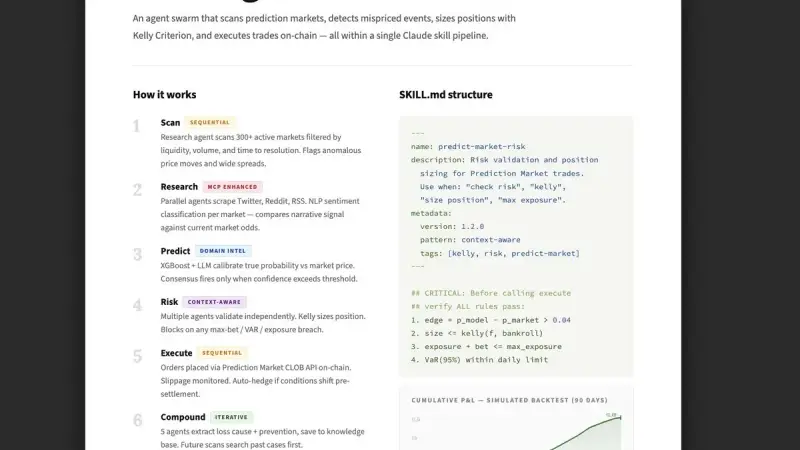 An agent swarm that scans prediction markets, detects mispriced events, sizes positions with
Kelly Criterion, and executes trades on-chain — all within a single Claude skill pipeline.
How it works
1
Scan SEQUENTIAL
Research agent scans 300+ active markets filtered by
liquidity, volume, and time to resolution. Flags anomalous
price moves and wide spreads.
2
Research MCP ENHANCED
Parallel agents scrape Twitter, Reddit, RSS. NLP sentiment
classification per market — compares narrative signal
against current market odds.
3
Predict DOMAIN INTEL
XGBoost + LLM calibrate true probability vs market price.
Consensus fires only when confidence exceeds threshold.
4
Risk CONTEXT-AWARE
Multiple agents validate independently. Kelly sizes position.
Blocks on any max-bet / VAR / exposure breach.
5
Execute SEQUENTIAL
Orders placed via Prediction Market CLOB API on-chain.
Slippage monitored. Auto-hedge if conditions shift pre-
settlement.
6
Compound ITERATIVE
5 agents extract loss cause + prevention, save to knowledge
base. Future scans search past cases first.
SKILL.md structure
---
name: predict-market-risk
description: Risk validation and position
sizing for Prediction Market trades.
Use when: "check risk", "kelly",
"size position", "max exposure".
metadata:
version: 1.2.0
pattern: context-aware
tags: [kelly, risk, predict-market]
---
## CRITICAL: Before calling execute
## verify ALL rules pass:
1. edge = p_model - p_market > 0.04
2. size <= kelly(f, bankroll)
3. exposure + bet <= max_exposure
4. VaR(95%) within daily limit
CUMULATIVE P&L — SIMULATED BACKTEST (90 DAYS)